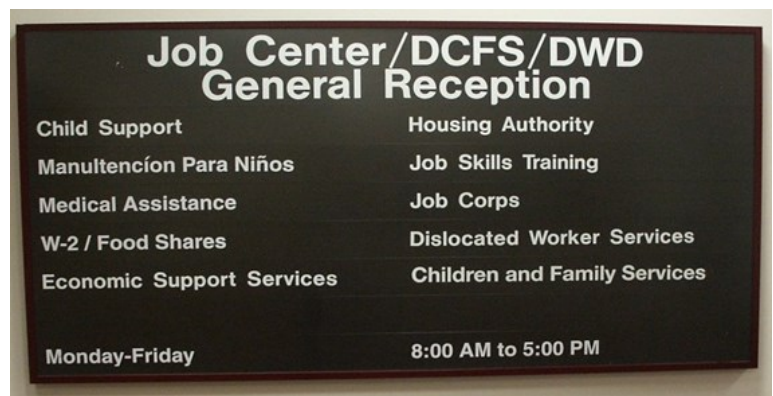 Job Center/DCFS/DWD
General Reception
Child Support
Manultencíon Para Niños
Medical Assistance
W-2 / Food Shares
Economic Support Services
Housing Authority
Job Skills Training
Job Corps
Dislocated Worker Services
Children and Family Services
Monday-Friday
8:00 AM to 5:00 PM